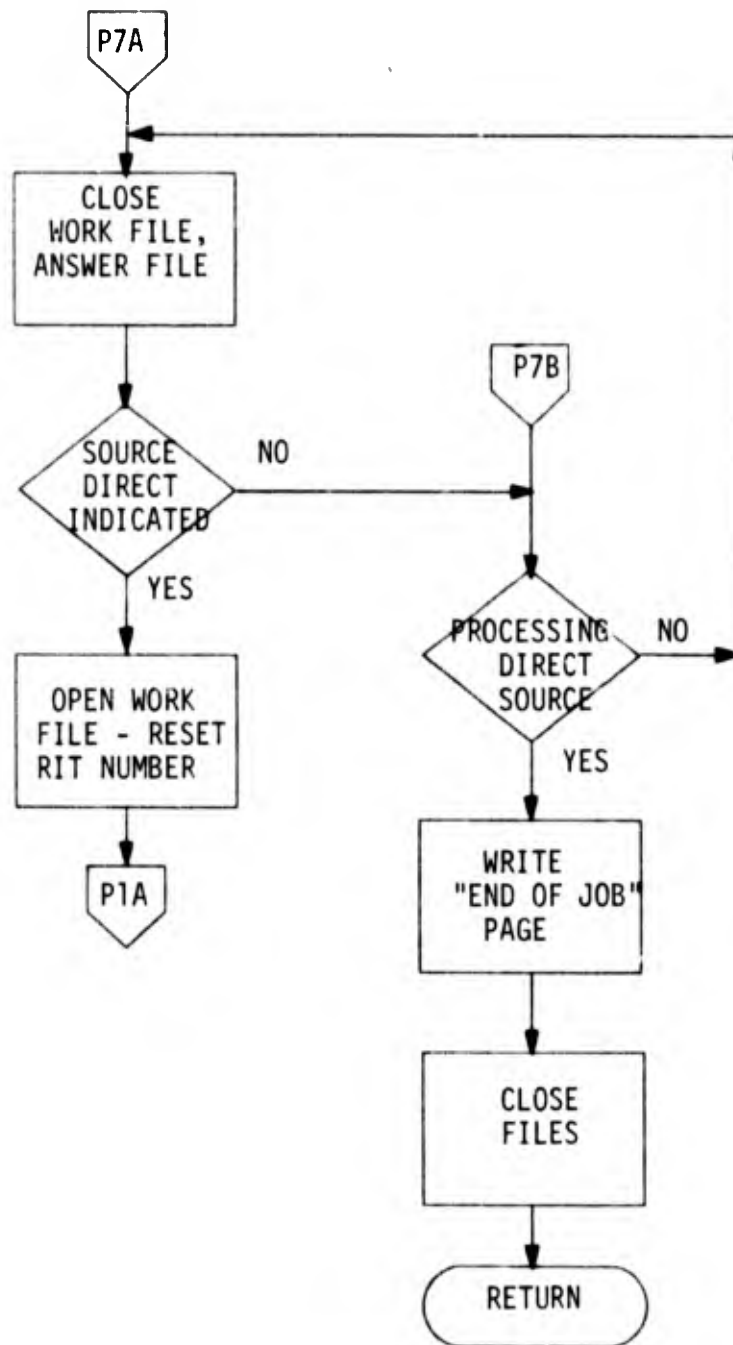 P7A
CLOSE
WORK FILE,
ANSWER FILE
SOURCE
DIRECT
INDICATED
NO
YES
OPEN WORK
FILE - RESET
RIT NUMBER
P1A
P7B
PROCESSING
DIRECT
SOURCE
NO
YES
WRITE
"END OF JOB"
PAGE
CLOSE
FILES
RETURN